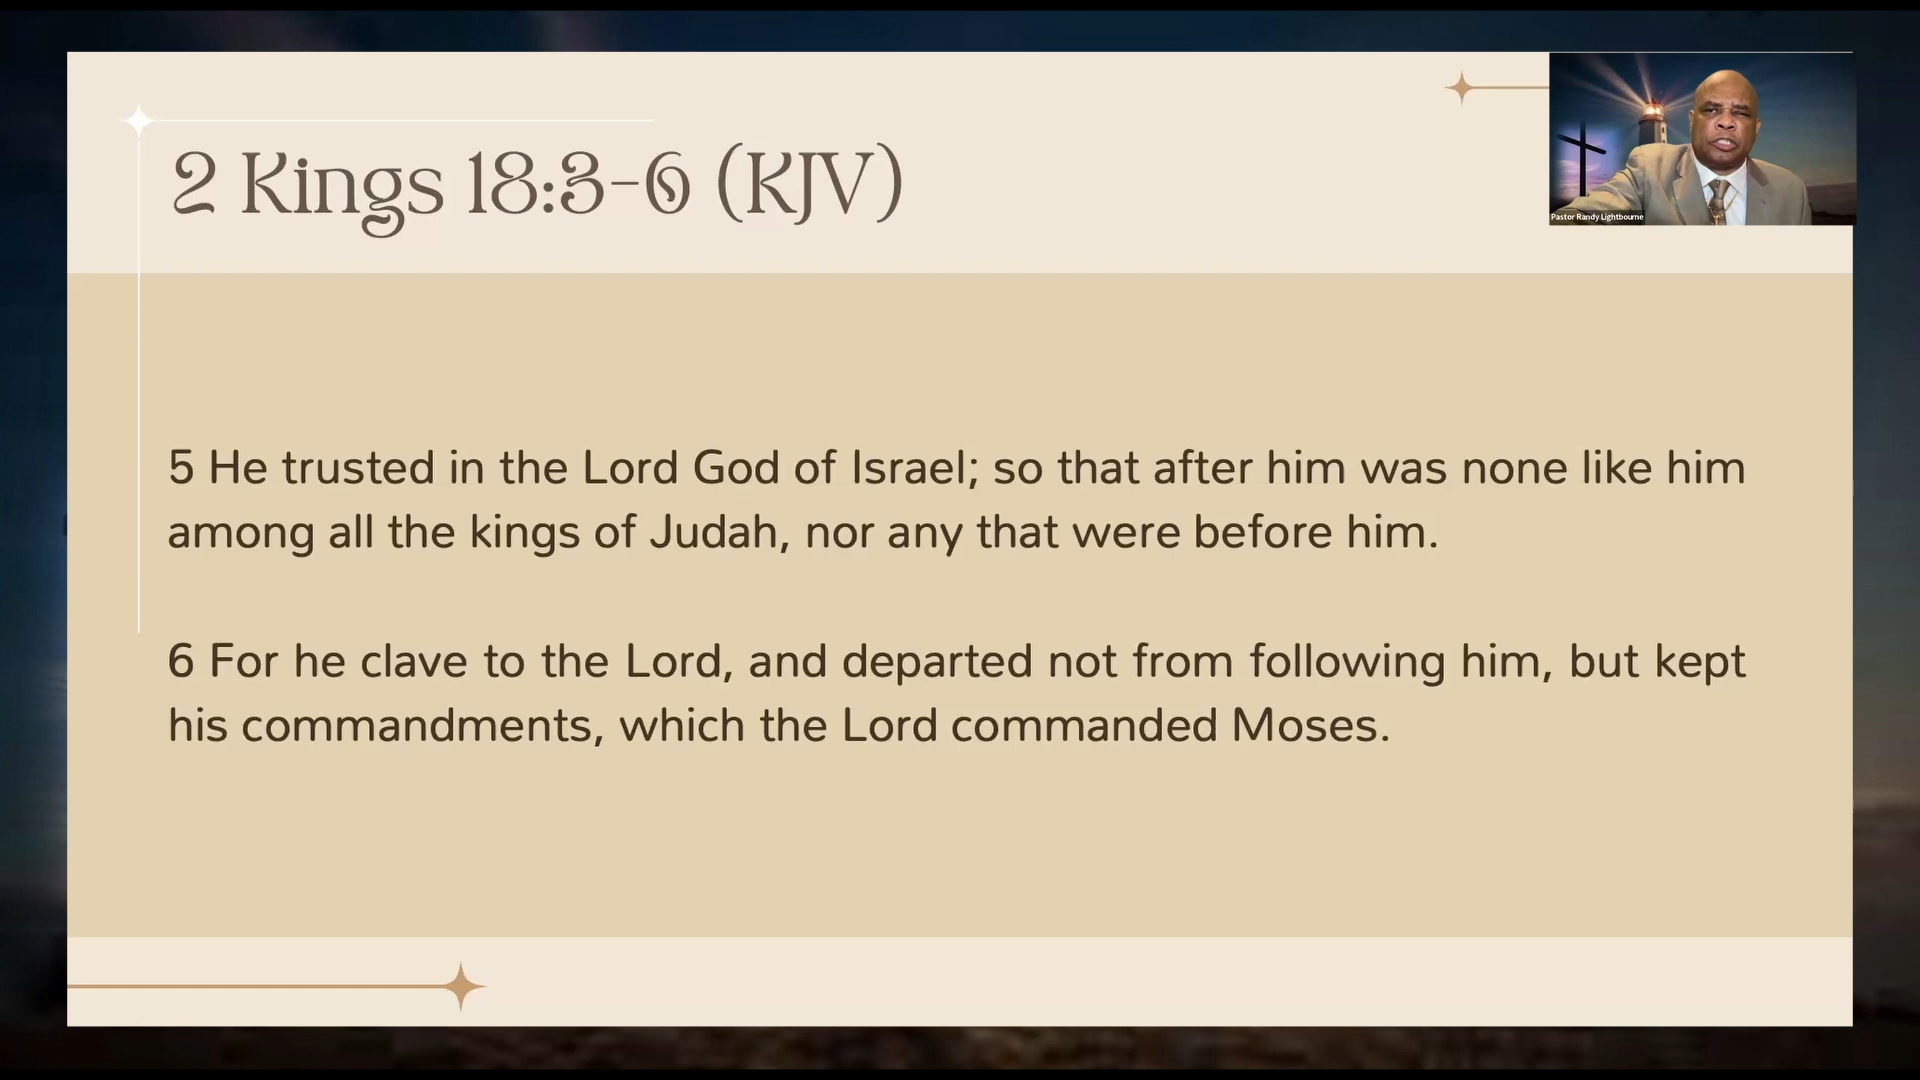 2 Kings 18:3-6 (KJV)
Pastor Randy Lightbourne
5 He trusted in the Lord God of Israel; so that after him was none like him
among all the kings of Judah, nor any that were before him.
6 For he clave to the Lord, and departed not from following him, but kept
his commandments, which the Lord commanded Moses.